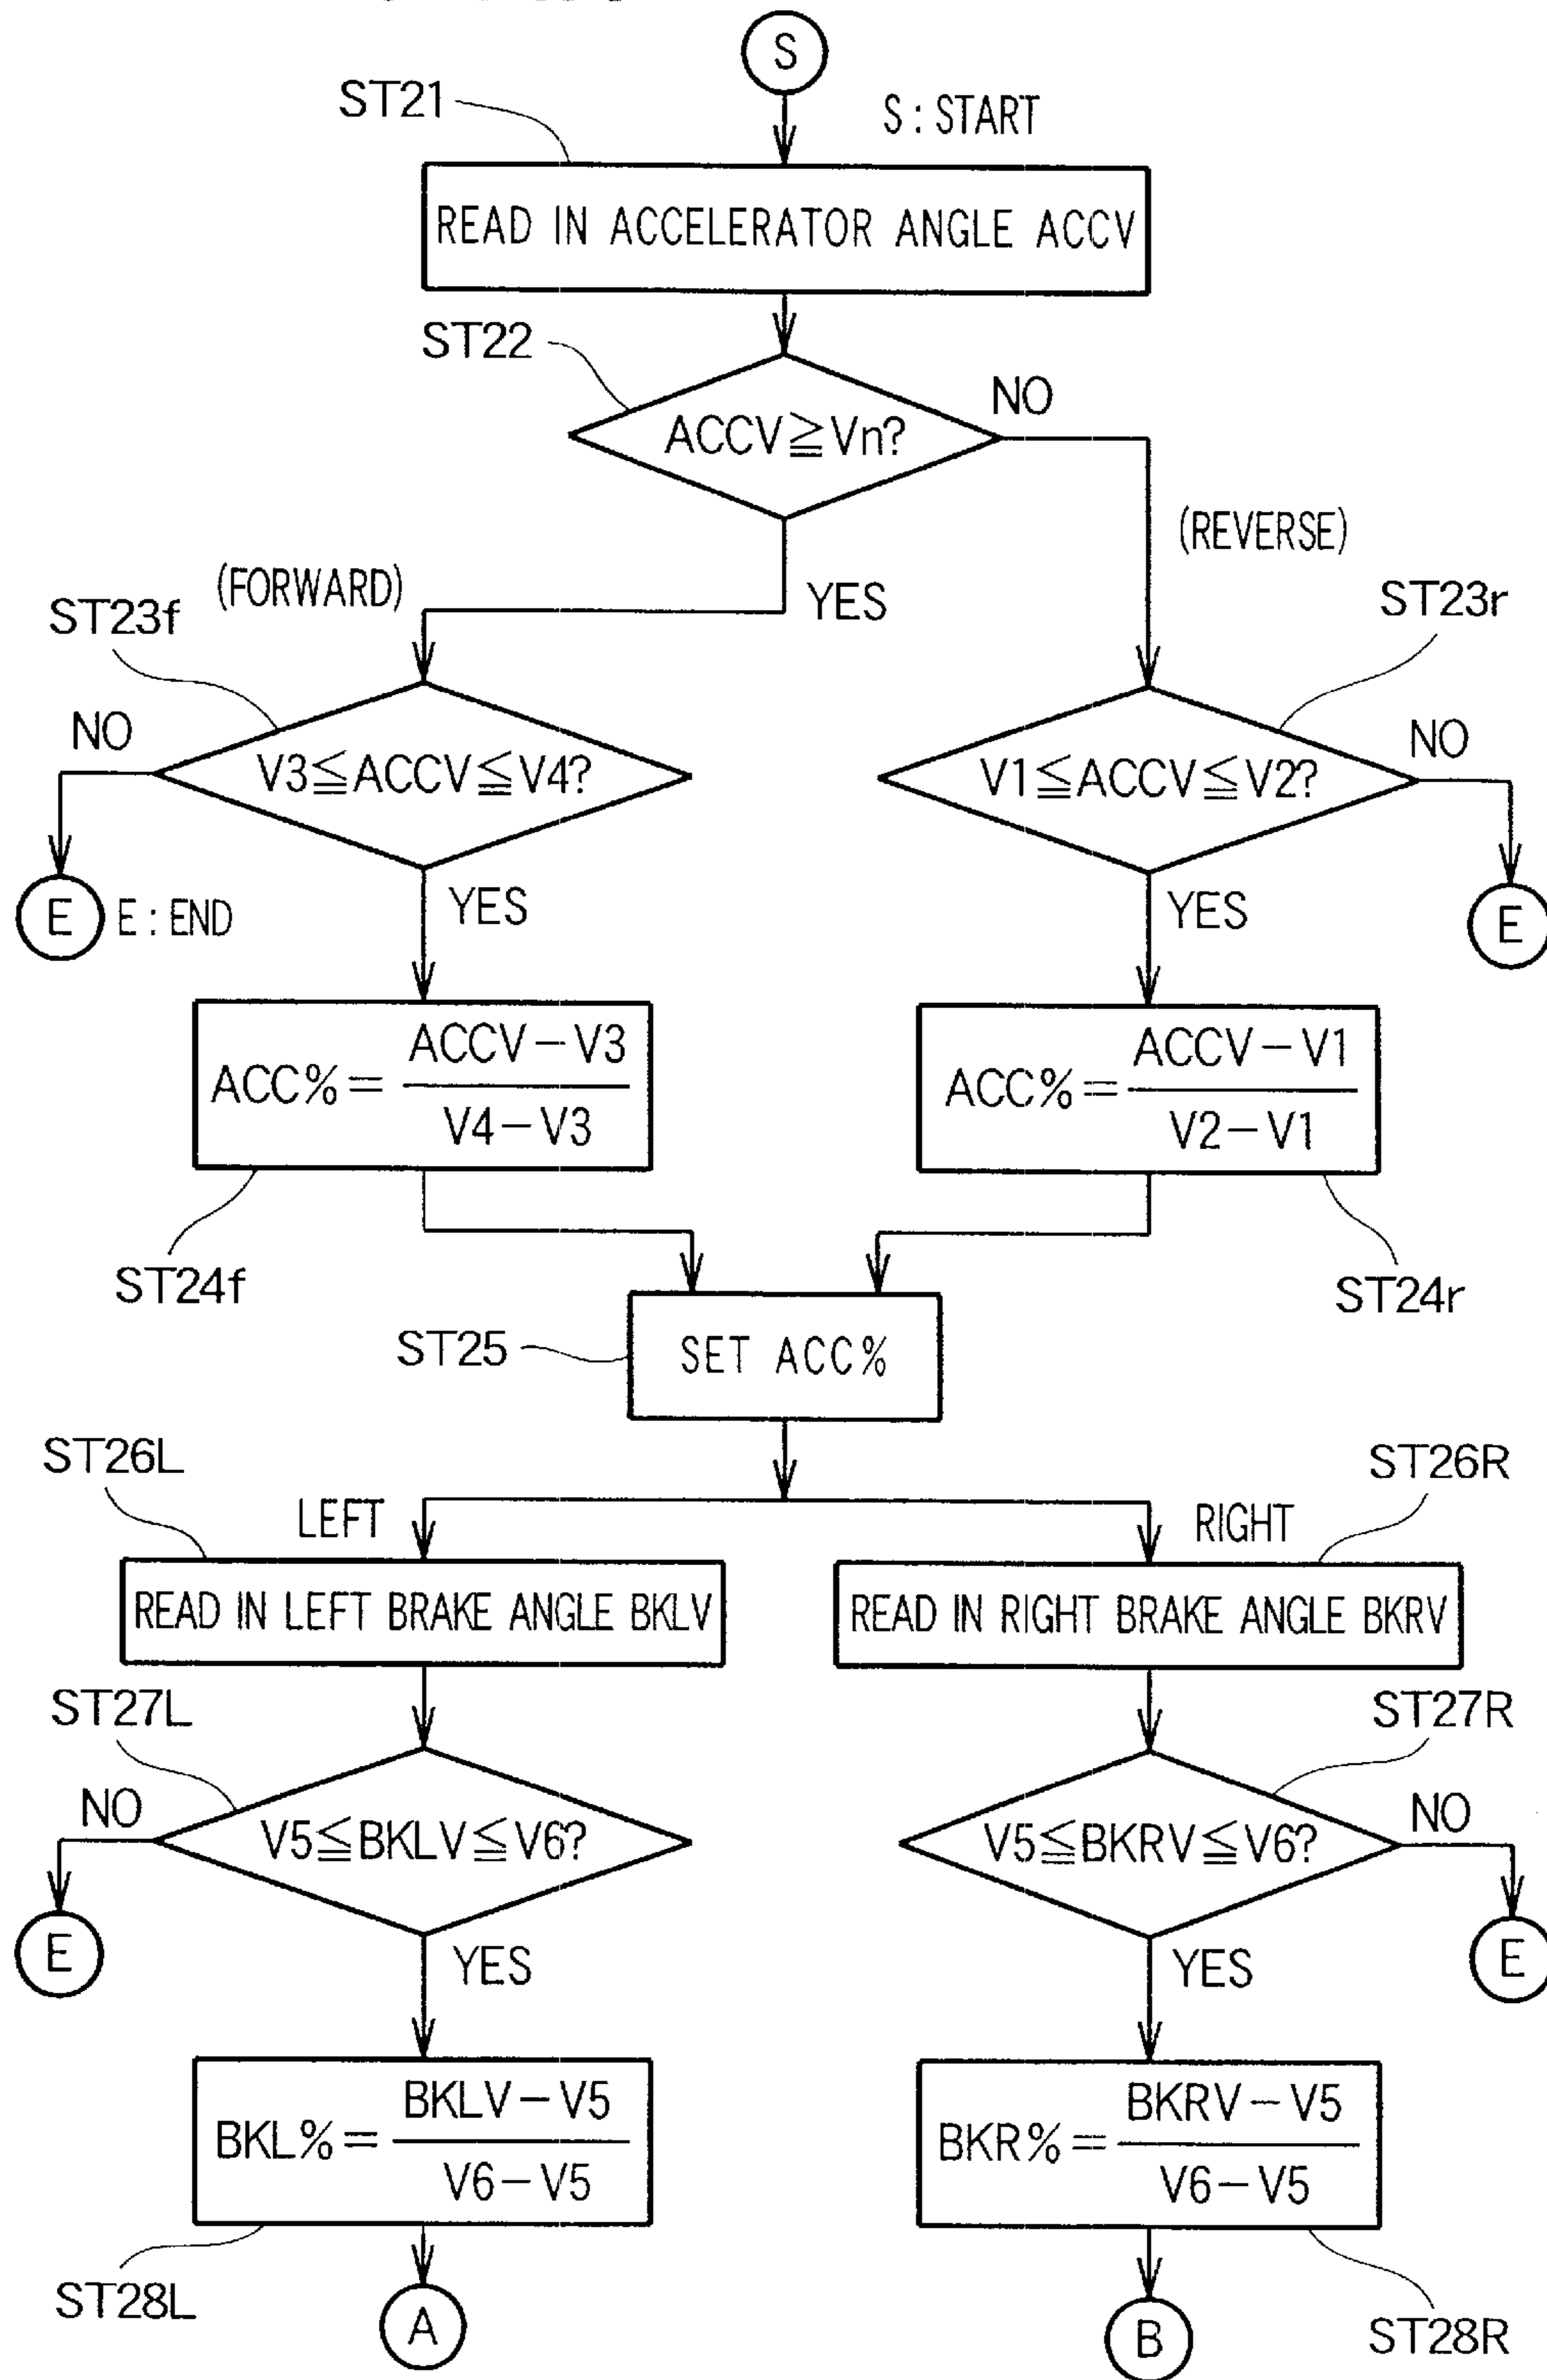 S
ST21
S : START
READ IN ACCELERATOR ANGLE ACCV
ST22
NO
ACCV≧Vn?
(REVERSE)
(FORWARD)
YES
ST23f
ST23r
NO
V3≦ACCV≦V4?
V1≦ACCV≦V2?
NO
E
E : END
YES
YES
E
ACC%= ACCV−V3
V4−V3
ACC%= ACCV−V1
V2−V1
ST24f
ST24r
ST25
SET ACC%
ST26L
ST26R
LEFT
RIGHT
READ IN LEFT BRAKE ANGLE BKLV
READ IN RIGHT BRAKE ANGLE BKRV
ST27L
ST27R
NO
V5≦BKLV≦V6?
V5≦BKRV≦V6?
NO
E
YES
YES
E
BKL%= BKLV−V5
V6−V5
BKR%= BKRV−V5
V6−V5
ST28L
A
B
ST28R